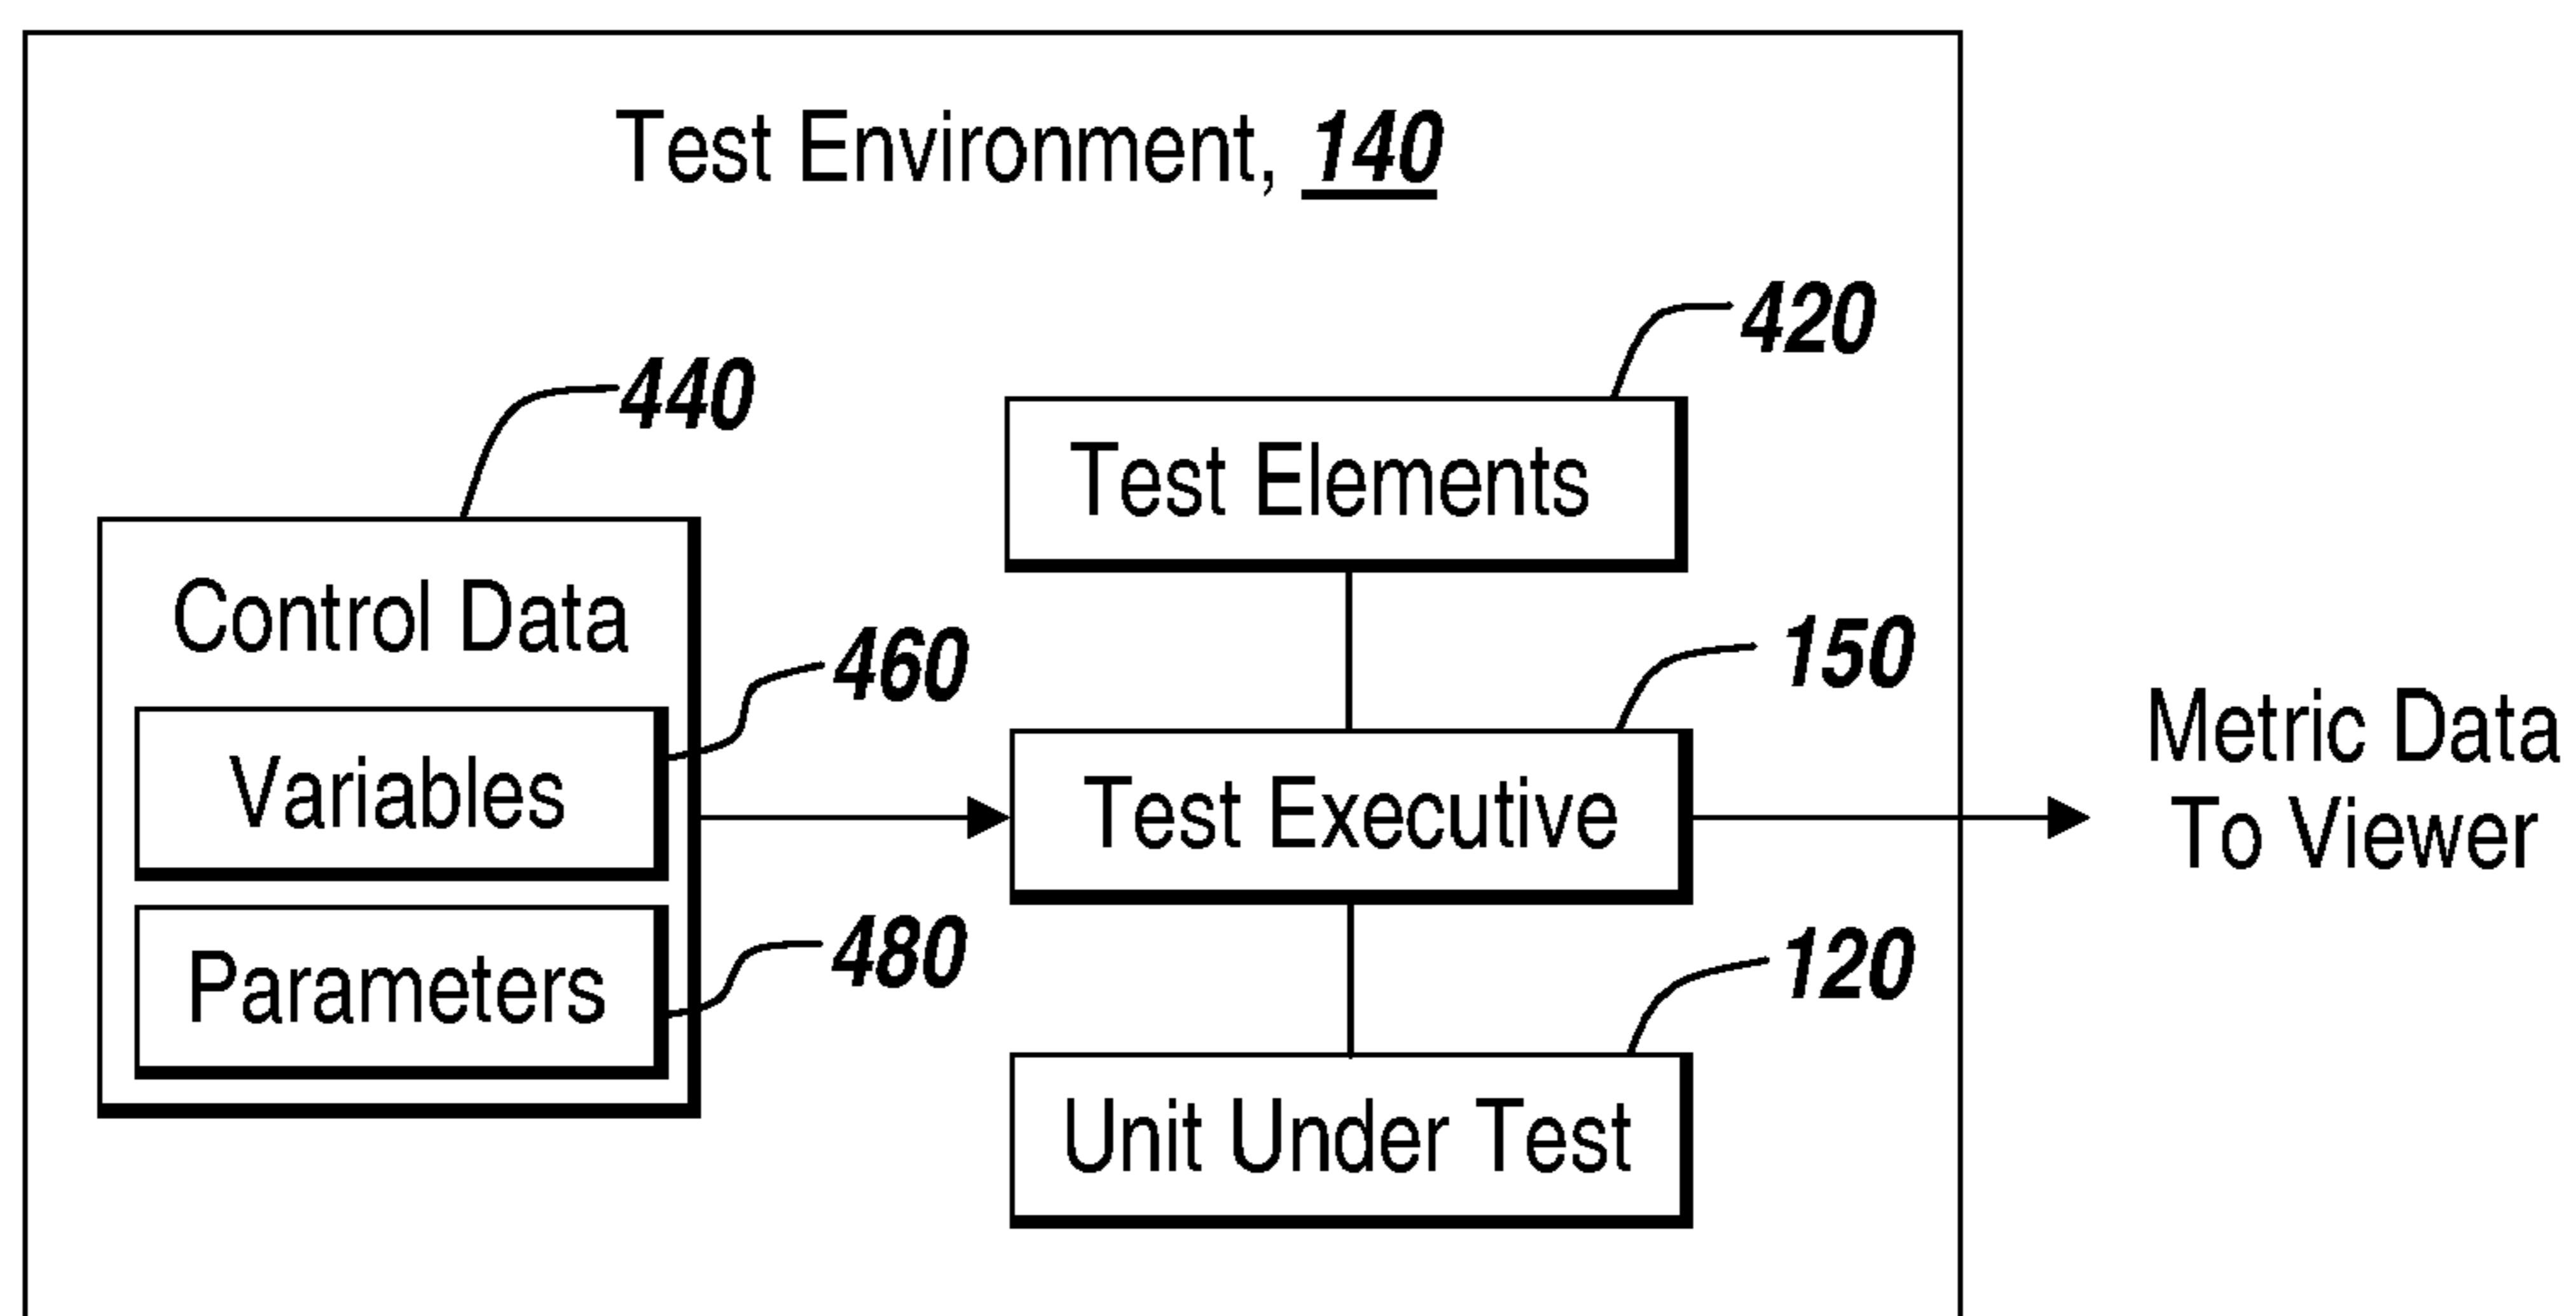 Test Environment, 140
420
440
Test Elements
Control Data
460
150
Variables
Test Executive
Metric Data
To Viewer
Parameters
480
120
Unit Under Test